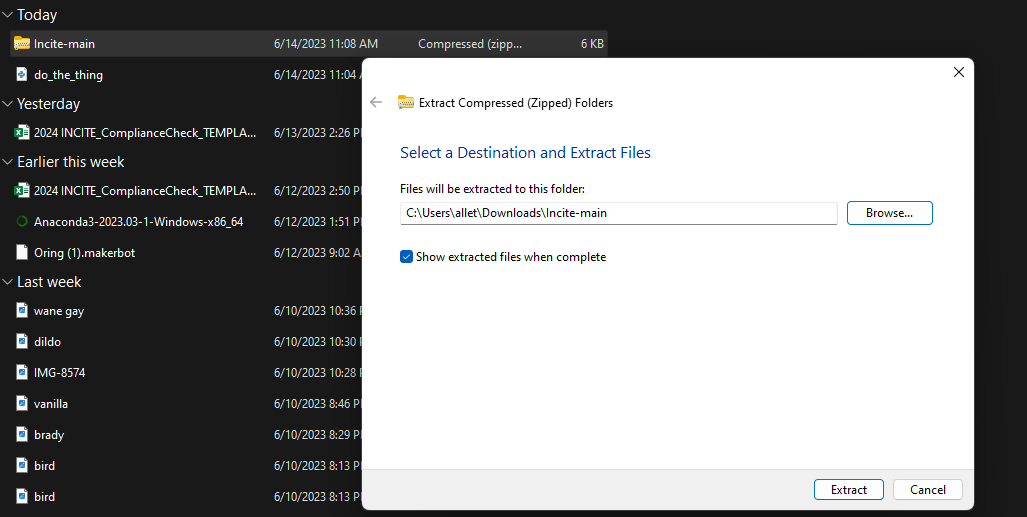 Today
Incite-main 6/14/2023 11:08 AM Compressed (zipp... 6 KB
do_the_thing 6/14/2023 11:04
Yesterday
2024 INCITE_ComplianceCheck_TEMPLA... 6/13/2023 2:26 P
Earlier this week
2024 INCITE_ComplianceCheck_TEMPLA... 6/12/2023 2:50 P
Anaconda3-2023.03-1-Windows-x86_64 6/12/2023 1:51 P
Oring (1).makerbot 6/12/2023 9:02 A
Last week
wane gay 6/10/2023 10:36 P
dildo 6/10/2023 10:30
IMG-8574 6/10/2023 10:28
vanilla 6/10/2023 8:46 P
brady 6/10/2023 8:29 P
bird 6/10/2023 8:13 P
bird 6/10/2023 8:13 P
Extract Compressed (Zipped) Folders
Select a Destination and Extract Files
Files will be extracted to this folder:
C:\Users\allet\Downloads\Incite-main
Browse...
Show extracted files when complete
Extract
Cancel